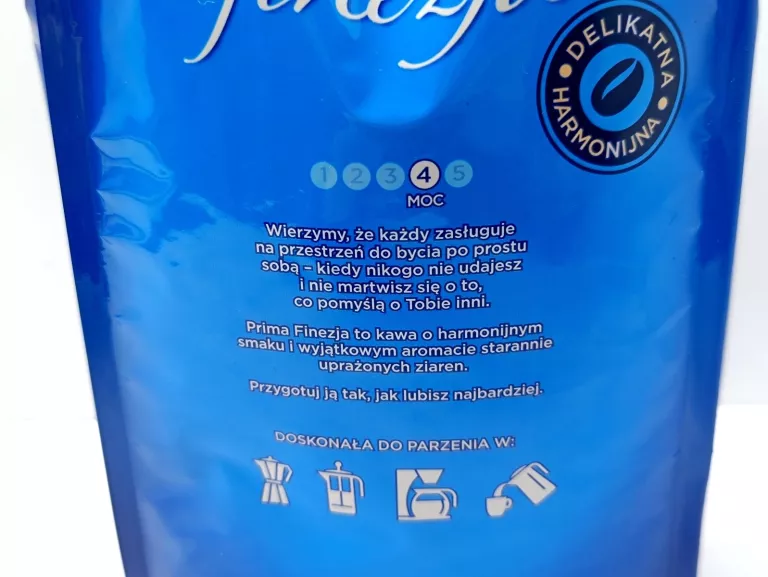 Finezja
DELIKATNA
HARMONIJNA
1 2 3 4 5
MOC
Wierzymy, że każdy zasługuje
na przestrzeń do bycia po prostu
sobą – kiedy nikogo nie udajesz
i nie martwisz się o to,
co pomyślą o Tobie inni.
Prima Finezja to kawa o harmonijnym
smaku i wyjątkowym aromacie starannie
uprażonych ziaren.
Przygotuj ją tak, jak lubisz najbardziej.
DOSKONAŁA DO PARZENIA W: